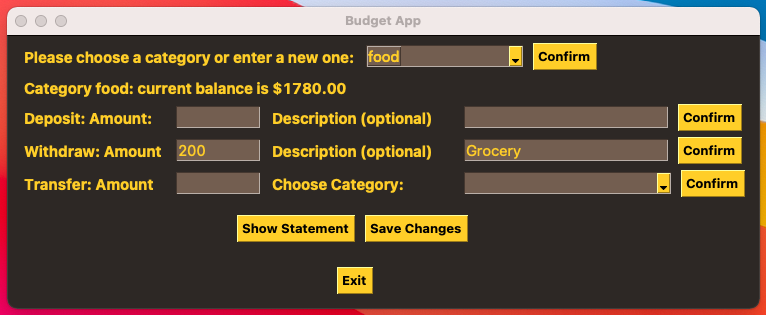 Budget App
Please choose a category or enter a new one: food Confirm
Category food: current balance is $1780.00
Deposit: Amount: Description (optional) Confirm
Withdraw: Amount 200 Description (optional) Grocery Confirm
Transfer: Amount Choose Category: Confirm
Show Statement Save Changes
Exit